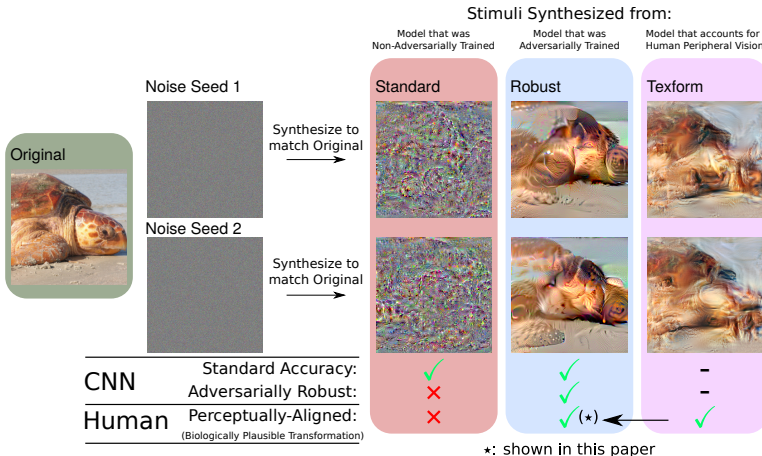 Stimuli Synthesized from:
Model that was
Non-Adversarially Trained
Model that was
Adversarially Trained
Model that accounts for
Human Peripheral Vision
Original
Noise Seed 1
Synthesize to
match Original
Noise Seed 2
Synthesize to
match Original
Standard
Robust
Texform
CNN
Standard Accuracy: ✓ ✓ -
Adversarially Robust: ✗ ✓ -
Human
Perceptually-Aligned: ✗ ✓(⋆) ✓
(Biologically Plausible Transformation)
⋆: shown in this paper